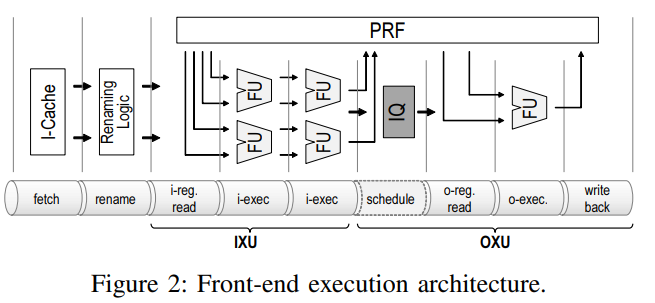 PRF
I-Cache
Renaming
Logic
FU
FU
FU
FU
IQ
FU
fetch
rename
i-reg.
read
i-exec
i-exec
schedule
o-reg.
read
o-exec.
write
back
IXU
OXU
Figure 2: Front-end execution architecture.